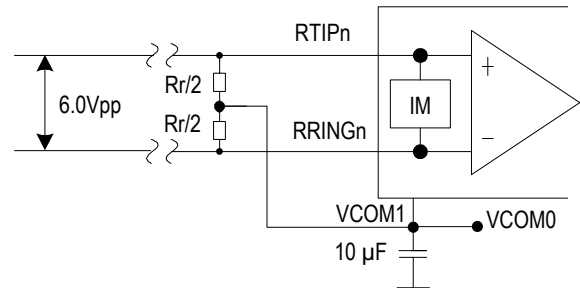 RTIPn
Rr/2
6.0Vpp
IM
Rr/2
RRINGn
VCOM1
VCOM0
10 µF
+
−